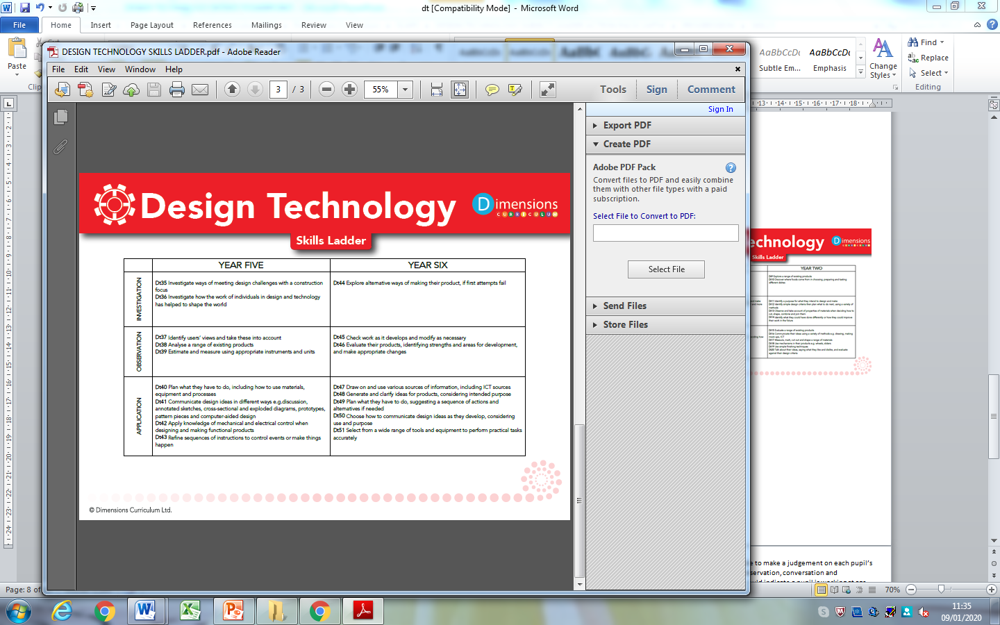 dt [Compatibility Mode] - Microsoft Word
File Home Insert Page Layout References Mailings Review View
Paste
AaBbCcDc AaBbCcDc
Subtle Em... Emphasis
Change Styles
Find
Replace
Select
Editing
DESIGN TECHNOLOGY SKILLS LADDER.pdf - Adobe Reader
File Edit View Window Help
3 / 3 55% Tools Sign Comment
Sign In
Export PDF
Create PDF
Adobe PDF Pack
Convert files to PDF and easily combine
them with other file types with a paid
subscription.
Select File to Convert to PDF:
Select File
Send Files
Store Files
Design Technology
Dimensions
CURRICULUM
Skills Ladder
YEAR FIVE YEAR SIX
INVESTIGATION
Dt35 Investigate ways of meeting design challenges with a construction
focus
Dt36 Investigate how the work of individuals in design and technology
has helped to shape the world
Dt44 Explore alternative ways of making their product, if first attempts fail
OBSERVATION
Dt37 Identify users' views and take these into account
Dt38 Analyse a range of existing products
Dt39 Estimate and measure using appropriate instruments and units
Dt45 Check work as it develops and modify as necessary
Dt46 Evaluate their products, identifying strengths and areas for development,
and make appropriate changes
APPLICATION
Dt40 Plan what they have to do, including how to use materials,
equipment and processes
Dt41 Communicate design ideas in different ways e.g.discussion,
annotated sketches, cross-sectional and exploded diagrams, prototypes,
pattern pieces and computer-aided design
Dt42 Apply knowledge of mechanical and electrical control when
designing and making functional products
Dt43 Refine sequences of instructions to control events or make things
happen
Dt47 Draw on and use various sources of information, including ICT sources
Dt48 Generate and clarify ideas for products, considering intended purpose
Dt49 Plan what they have to do, suggesting a sequence of actions and
alternatives if needed
Dt50 Choose how to communicate design ideas as they develop, considering
use and purpose
Dt51 Select from a wide range of tools and equipment to perform practical tasks
accurately
© Dimensions Curriculum Ltd.
echnology
Dimensions
Skills Ladder
YEAR TWO
e to make a judgement on each pupil's
servation, conversation and
Page: 8 of
70%
11:35
09/01/2020